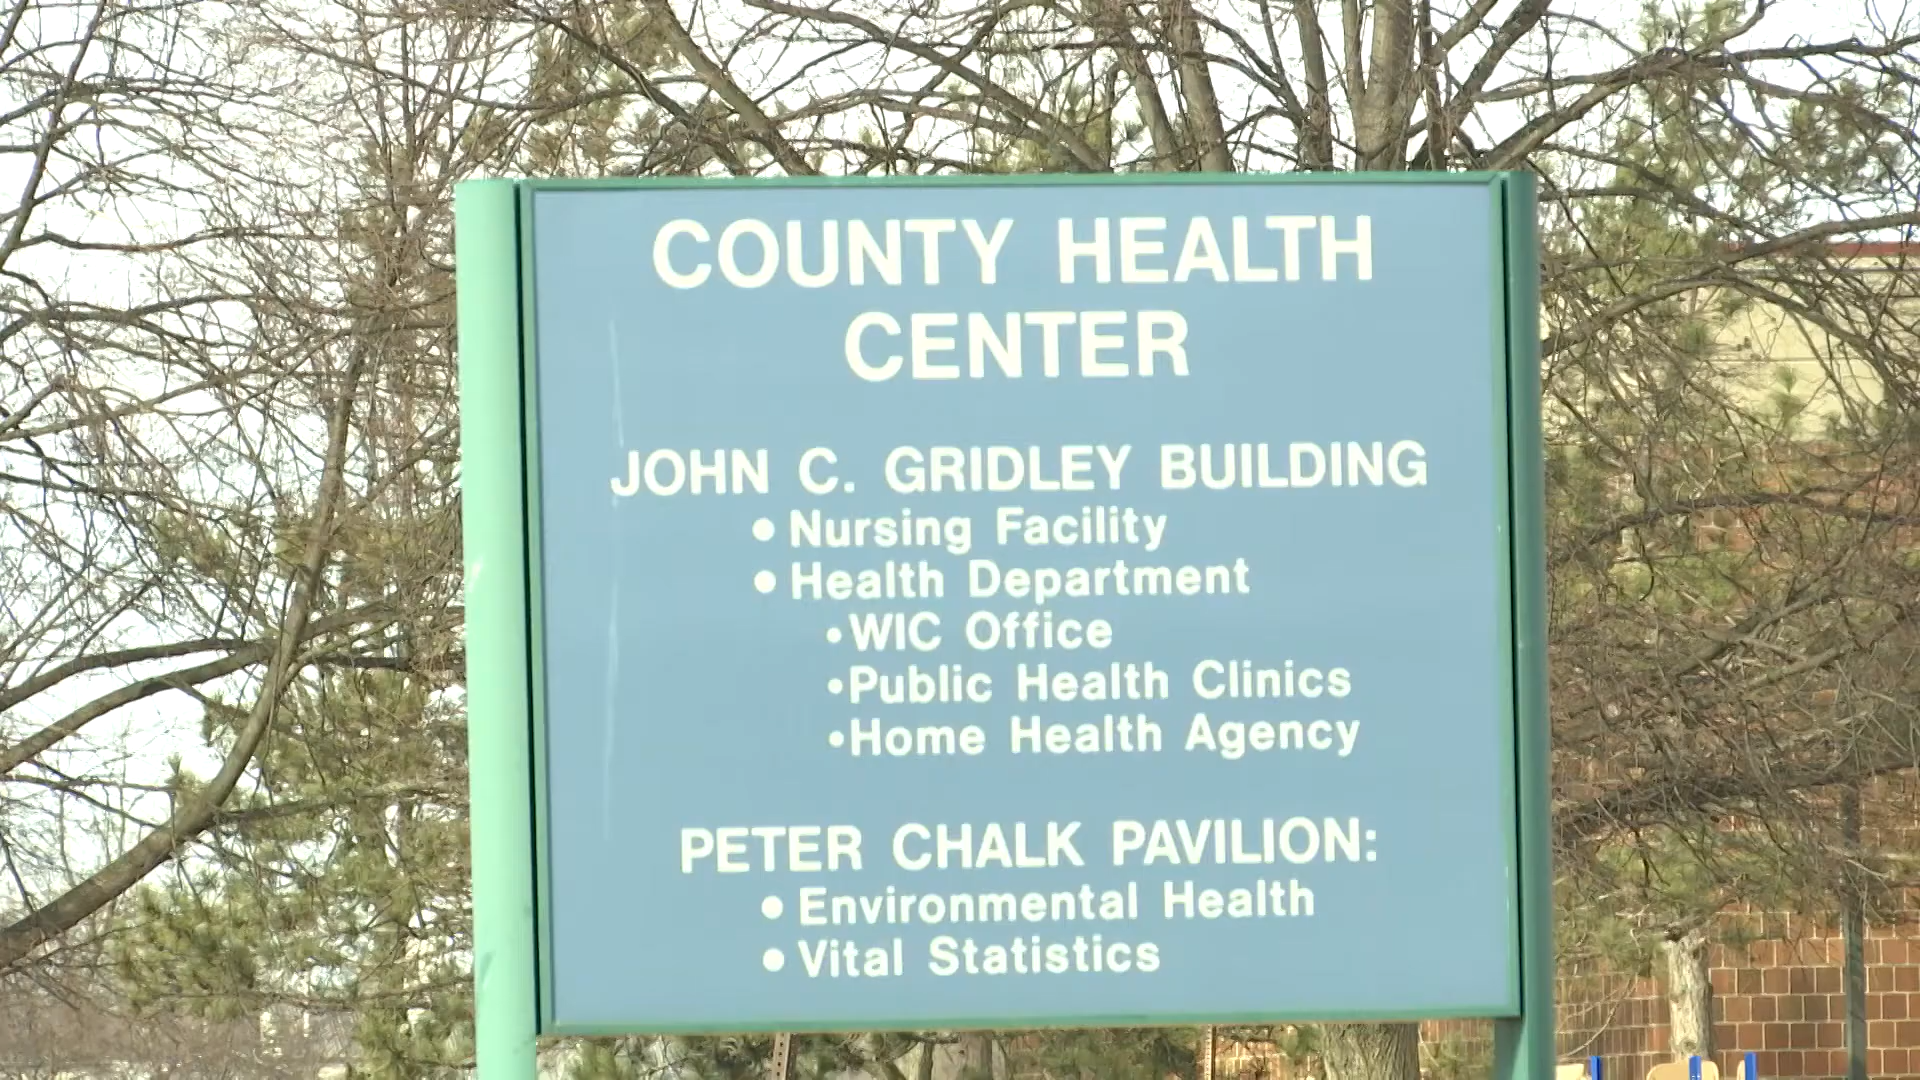 COUNTY HEALTH
CENTER
JOHN C. GRIDLEY BUILDING
• Nursing Facility
• Health Department
• WIC Office
• Public Health Clinics
• Home Health Agency
PETER CHALK PAVILION:
• Environmental Health
• Vital Statistics